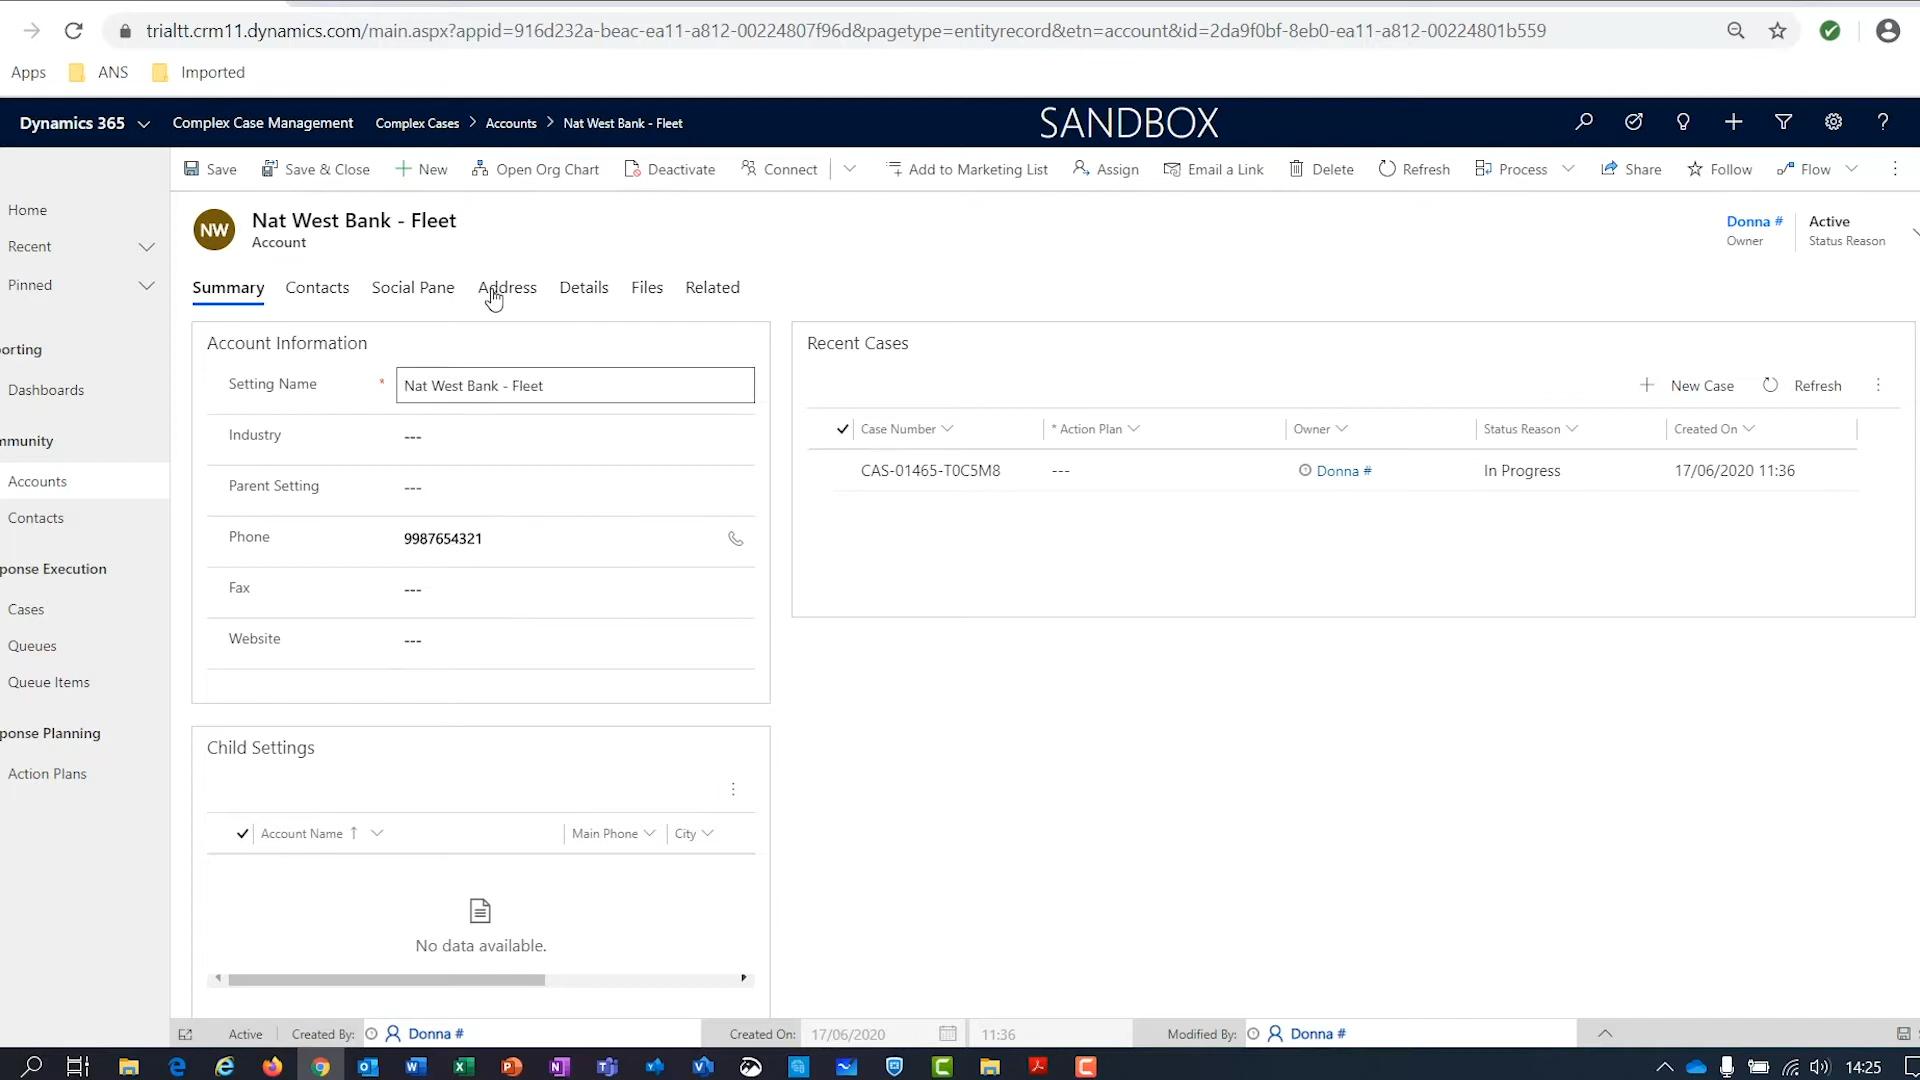 trialtt.crm11.dynamics.com/main.aspx?appid=916d232a-beac-ea11-a812-00224807f96d&pagetype=entityrecord&etn=account&id=2da9f0bf-8eb0-ea11-a812-00224801b559
Apps ANS Imported
Dynamics 365 Complex Case Management Complex Cases > Accounts > Nat West Bank - Fleet SANDBOX
Save Save & Close New Open Org Chart Deactivate Connect Add to Marketing List Assign Email a Link Delete Refresh Process Share Follow Flow
Home
Recent
Pinned
orting
Dashboards
mmunity
Accounts
Contacts
ponse Execution
Cases
Queues
Queue Items
ponse Planning
Action Plans
NW
Nat West Bank - Fleet
Account
Donna #
Owner
Active
Status Reason
Summary Contacts Social Pane Address Details Files Related
Account Information
Setting Name * Nat West Bank - Fleet
Industry ---
Parent Setting ---
Phone 9987654321
Fax ---
Website ---
Recent Cases
New Case Refresh
Case Number * Action Plan Owner Status Reason Created On
CAS-01465-T0C5M8 --- Donna # In Progress 17/06/2020 11:36
Child Settings
Account Name ↑ Main Phone City
No data available.
Active Created By: Donna # Created On: 17/06/2020 11:36 Modified By: Donna #
14:25